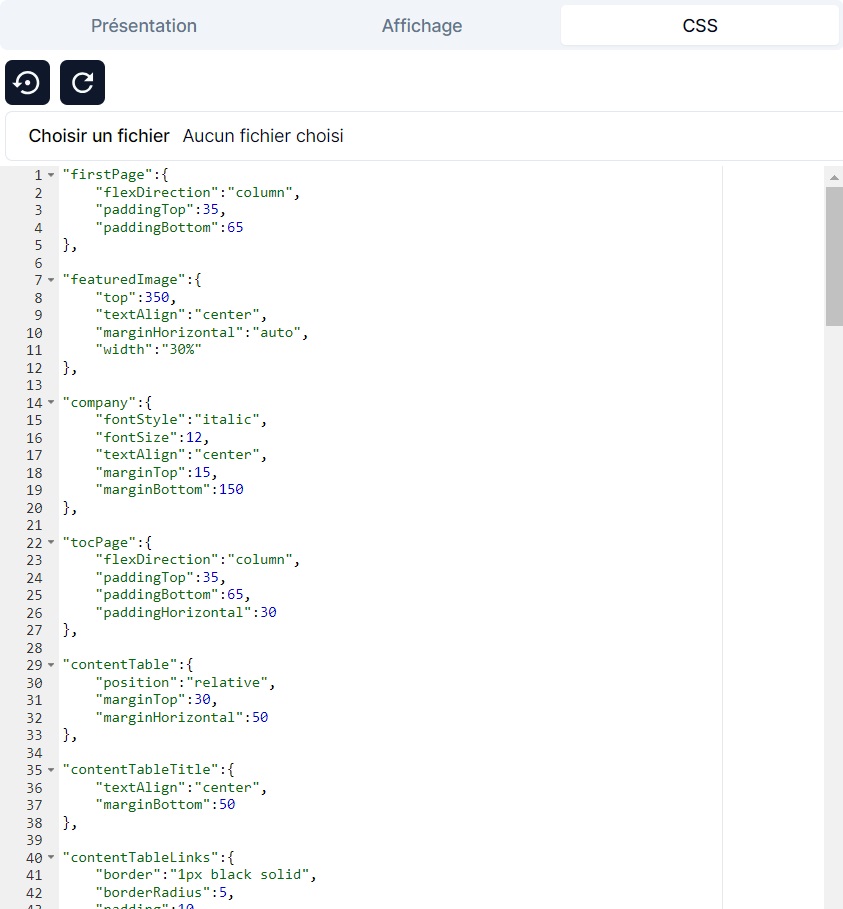 Présentation Affichage CSS
Choisir un fichier Aucun fichier choisi
1 "firstPage":{
2 "flexDirection":"column",
3 "paddingTop":35,
4 "paddingBottom":65
5 },
6
7 "featuredImage":{
8 "top":350,
9 "textAlign":"center",
10 "marginHorizontal":"auto",
11 "width":"30%"
12 },
13
14 "company":{
15 "fontStyle":"italic",
16 "fontSize":12,
17 "textAlign":"center",
18 "marginTop":15,
19 "marginBottom":150
20 },
21
22 "tocPage":{
23 "flexDirection":"column",
24 "paddingTop":35,
25 "paddingBottom":65,
26 "paddingHorizontal":30
27 },
28
29 "contentTable":{
30 "position":"relative",
31 "marginTop":30,
32 "marginHorizontal":50
33 },
34
35 "contentTableTitle":{
36 "textAlign":"center",
37 "marginBottom":50
38 },
39
40 "contentTableLinks":{
41 "border":"1px black solid",
42 "borderRadius":5,
43 "padding":10